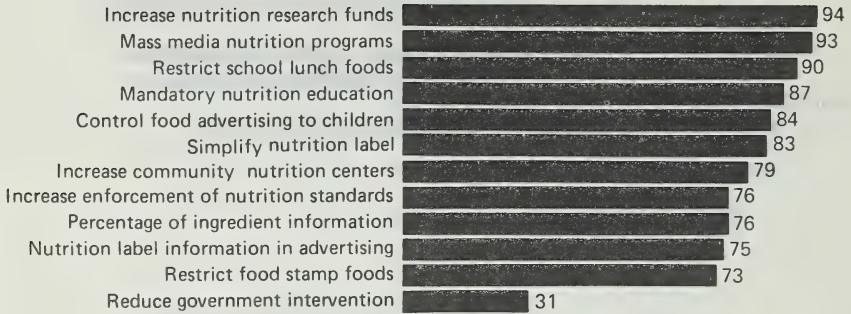 Increase nutrition research funds 94
Mass media nutrition programs 93
Restrict school lunch foods 90
Mandatory nutrition education 87
Control food advertising to children 84
Simplify nutrition label 83
Increase community nutrition centers 79
Increase enforcement of nutrition standards 76
Percentage of ingredient information 76
Nutrition label information in advertising 75
Restrict food stamp foods 73
Reduce government intervention 31